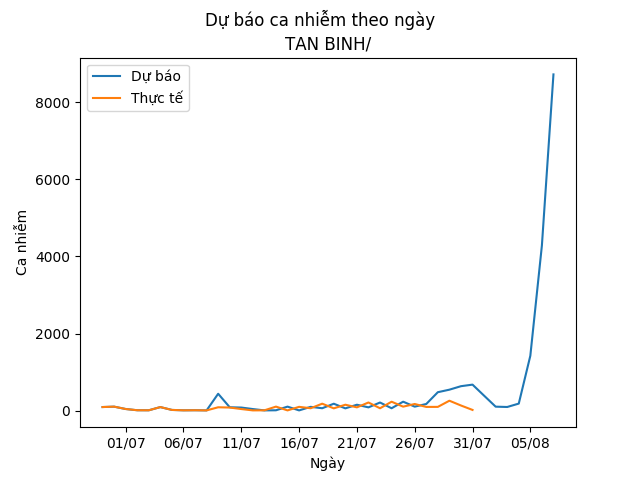 Dự báo ca nhiễm theo ngày
TAN BINH/
Dự báo
Thực tế
8000
6000
4000
2000
0
Ca nhiễm
01/07 06/07 11/07 16/07 21/07 26/07 31/07 05/08
Ngày